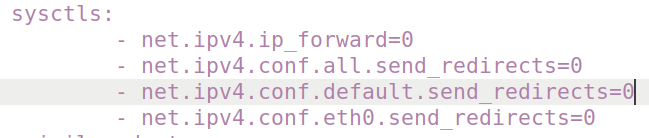 sysctls:
- net.ipv4.ip_forward=0
- net.ipv4.conf.all.send_redirects=0
- net.ipv4.conf.default.send_redirects=0
- net.ipv4.conf.eth0.send_redirects=0